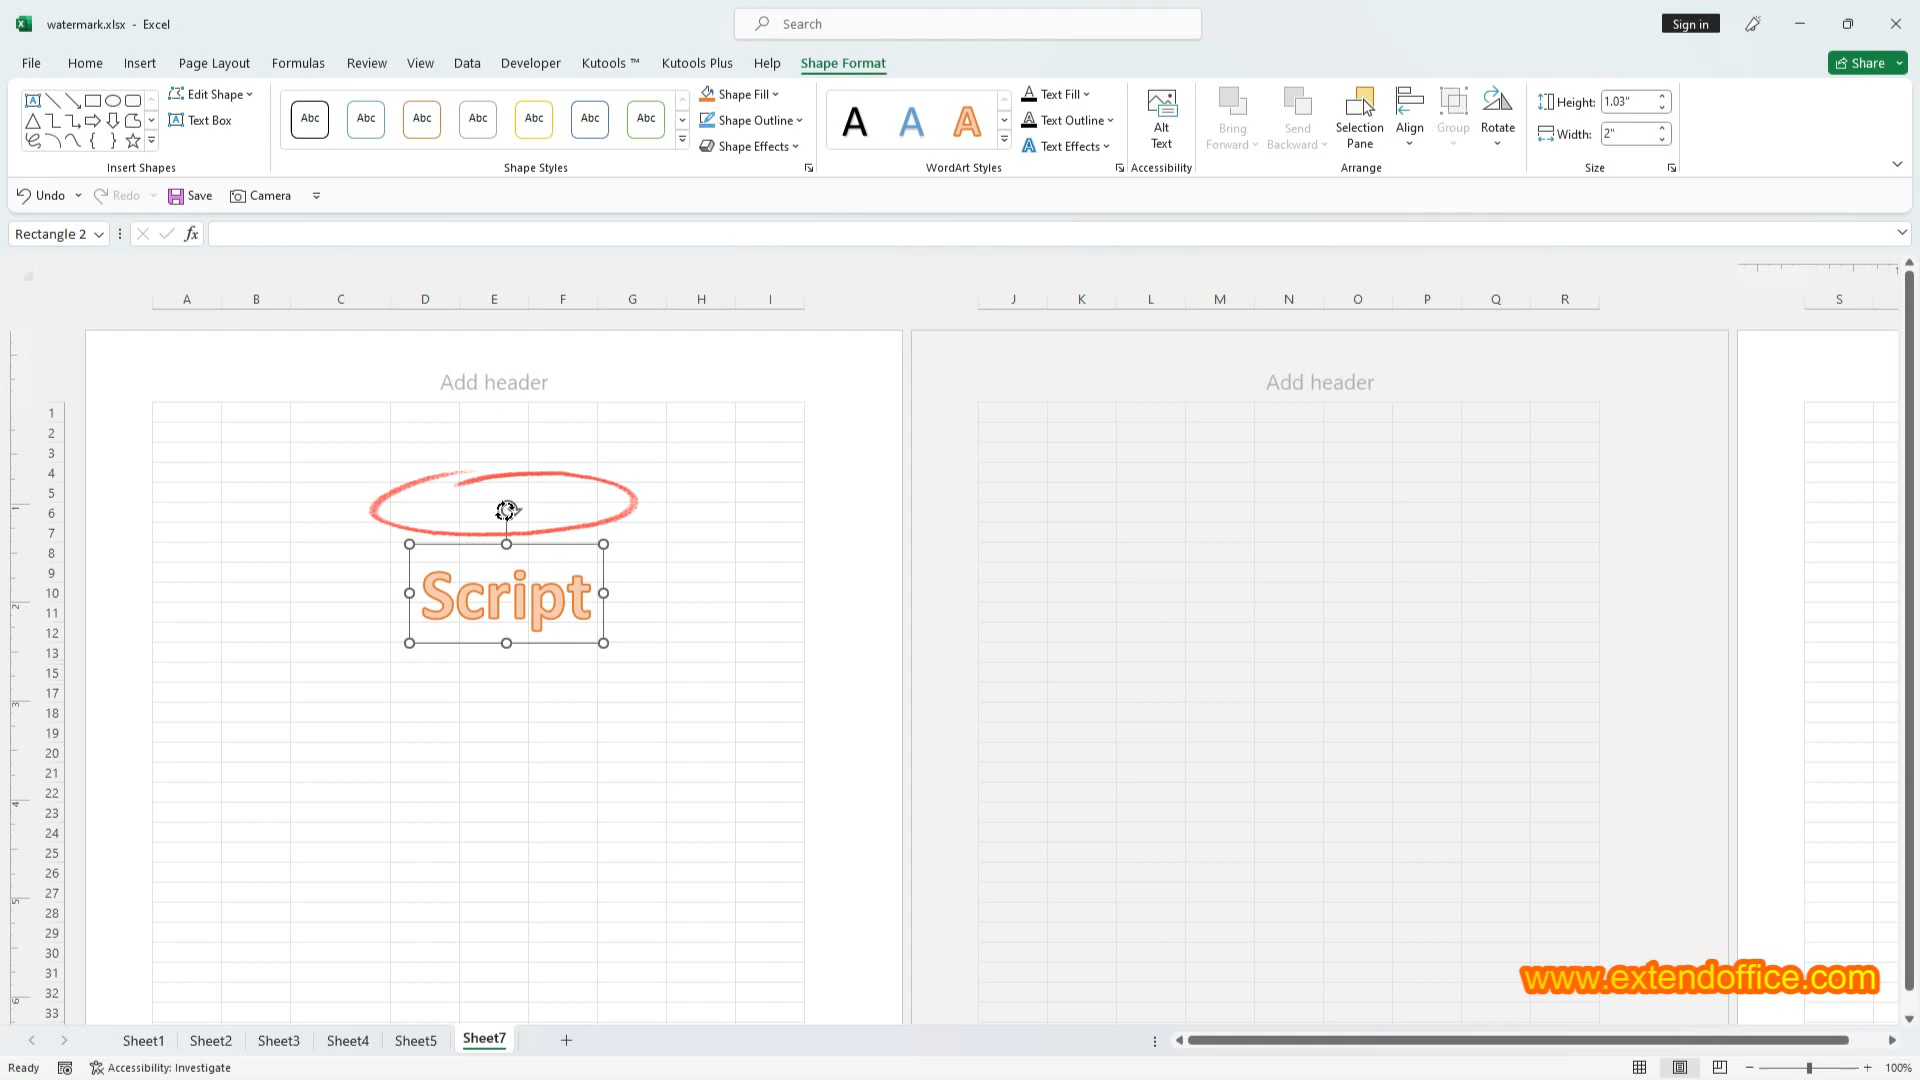 watermark.xlsx - Excel
Search
Sign in
File Home Insert Page Layout Formulas Review View Data Developer Kutools ™ Kutools Plus Help Shape Format
Share
Edit Shape
Text Box
Insert Shapes
Abc Abc Abc Abc Abc Abc Abc
Shape Styles
Shape Fill
Shape Outline
Shape Effects
A A A
WordArt Styles
Text Fill
Text Outline
Text Effects
Alt Text
Accessibility
Bring Forward
Send Backward
Selection Pane
Align
Group
Rotate
Arrange
Height: 1.03"
Width: 2"
Size
Undo Redo Save Camera
Rectangle 2
fx
A B C D E F G H I J K L M N O P Q R S
Add header Add header
1
2
3
4
5
6
7
8
9
10
11
12
13
15
17
18
19
20
21
22
23
24
25
26
27
28
29
30
31
32
33
1
2
3
4
5
6
Script
www.extendoffice.com
Sheet1 Sheet2 Sheet3 Sheet4 Sheet5 Sheet7
Ready Accessibility: Investigate 100%